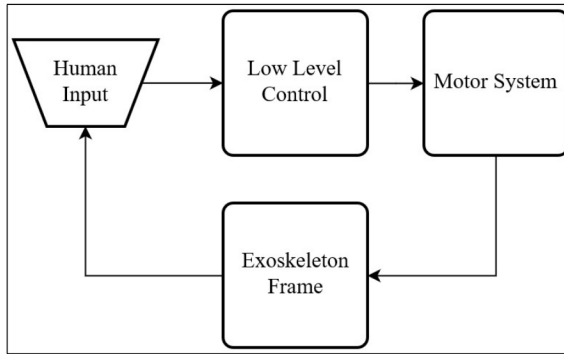 Human
Input
Low Level
Control
Motor System
Exoskeleton
Frame